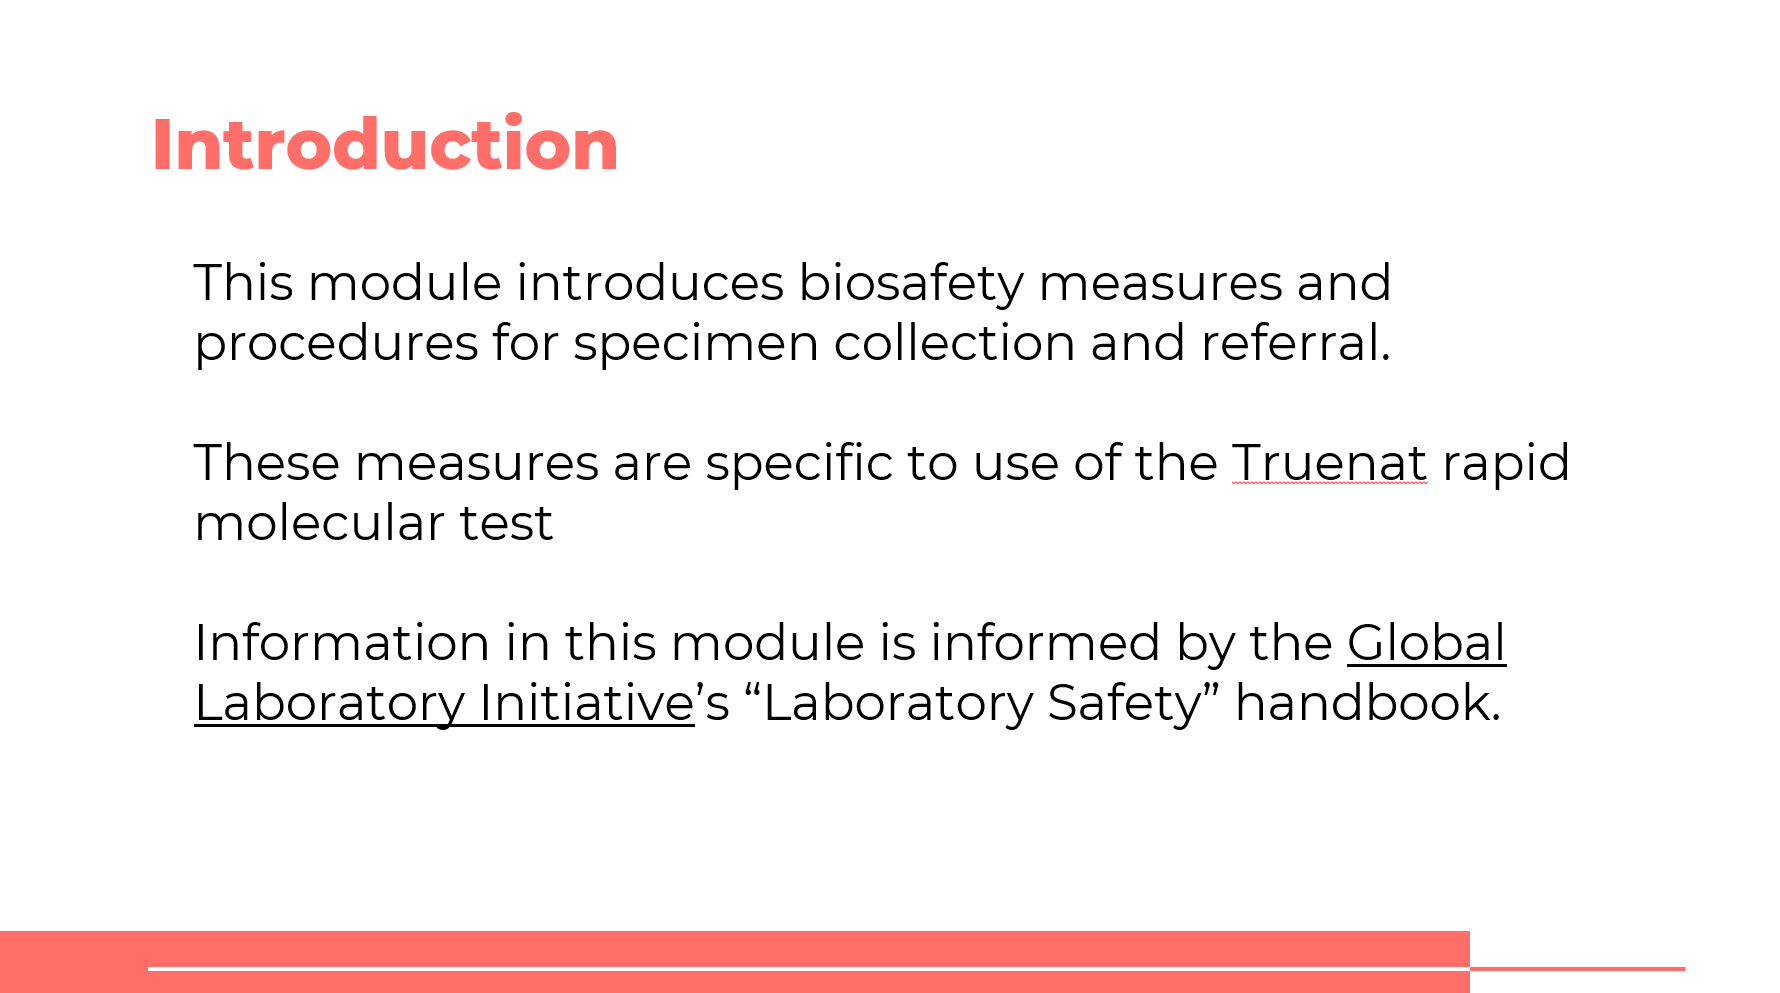 Introduction
This module introduces biosafety measures and
procedures for specimen collection and referral.
These measures are specific to use of the Truenat rapid
molecular test
Information in this module is informed by the Global
Laboratory Initiative’s “Laboratory Safety” handbook.